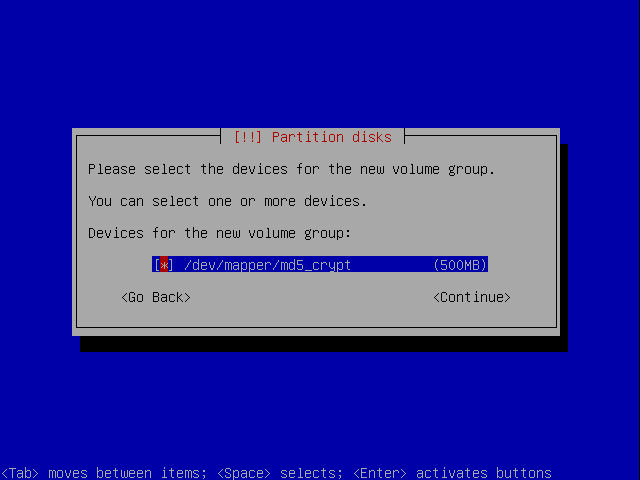 [!!] Partition disks
Please select the devices for the new volume group.
You can select one or more devices.
Devices for the new volume group:
[*] /dev/mapper/md5_crypt (500MB)
<Go Back> <Continue>
<Tab> moves between items; <Space> selects; <Enter> activates buttons